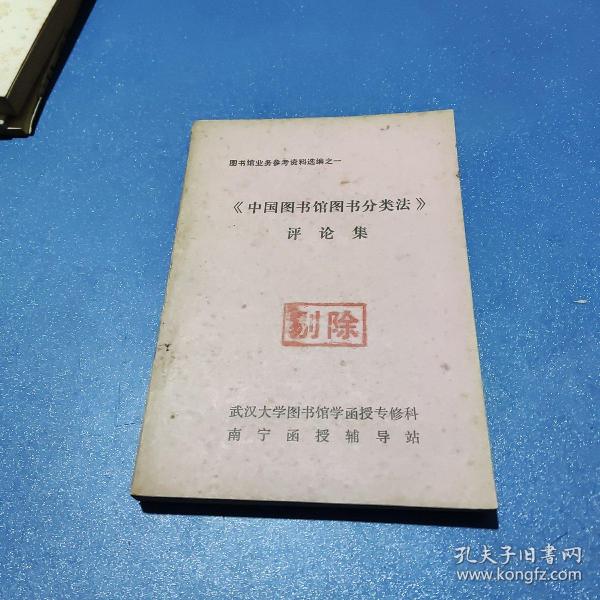 图书馆业务参考资料选编之一
《中国图书馆图书分类法》
评论集
剔除
武汉大学图书馆学函授专修科
南宁函授辅导站
孔夫子旧书网
www.kongfz.com